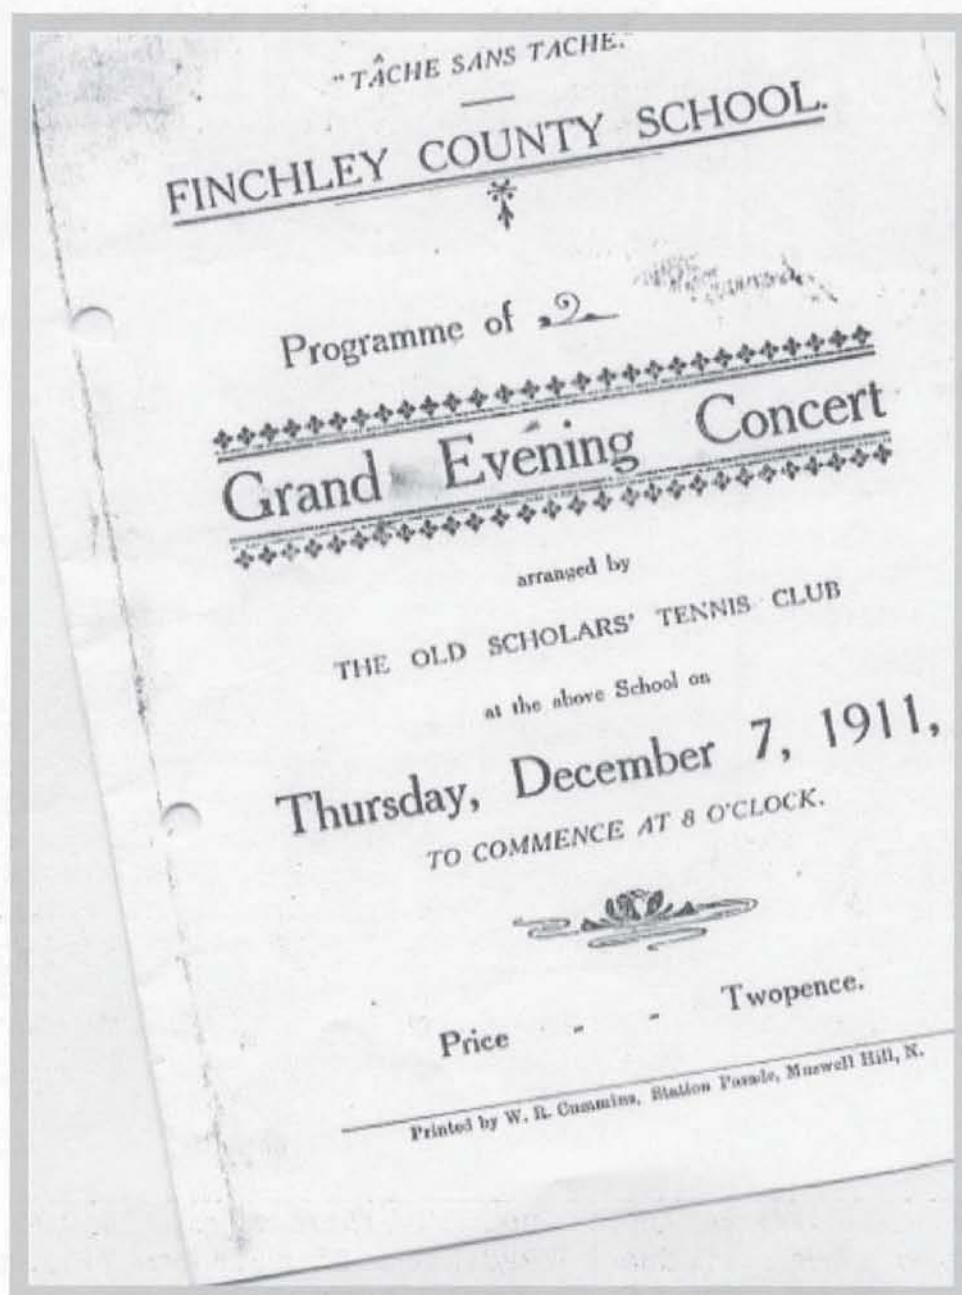 "TÂCHE SANS TACHE."
FINCHLEY COUNTY SCHOOL.
Programme of a
Grand Evening Concert
arranged by
THE OLD SCHOLARS' TENNIS CLUB
at the above School on
Thursday, December 7, 1911,
TO COMMENCE AT 8 O'CLOCK.
Price - - Twopence.
Printed by W. R. Cummins, Station Parade, Muswell Hill, N.